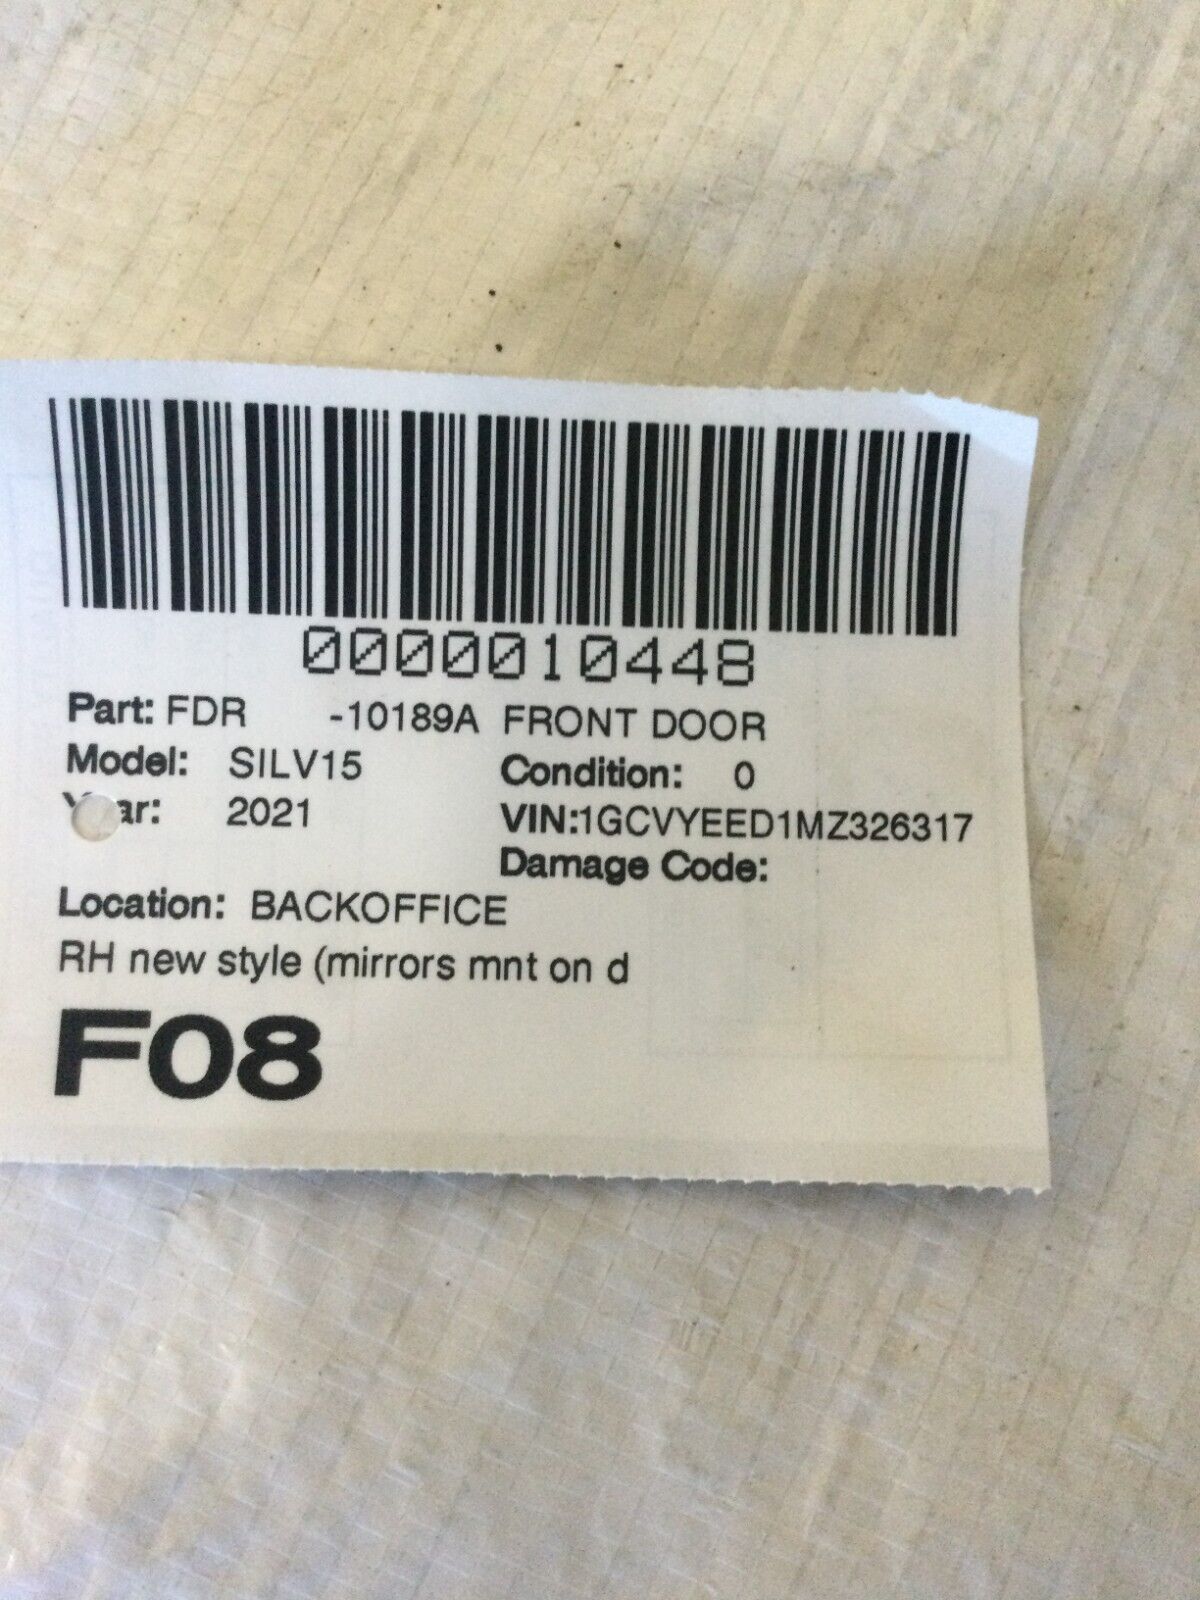 0000010448
Part: FDR -10189A FRONT DOOR
Model: SILV15 Condition: 0
Year: 2021 VIN:1GCVYEED1MZ326317
Damage Code:
Location: BACKOFFICE
RH new style (mirrors mnt on d
F08